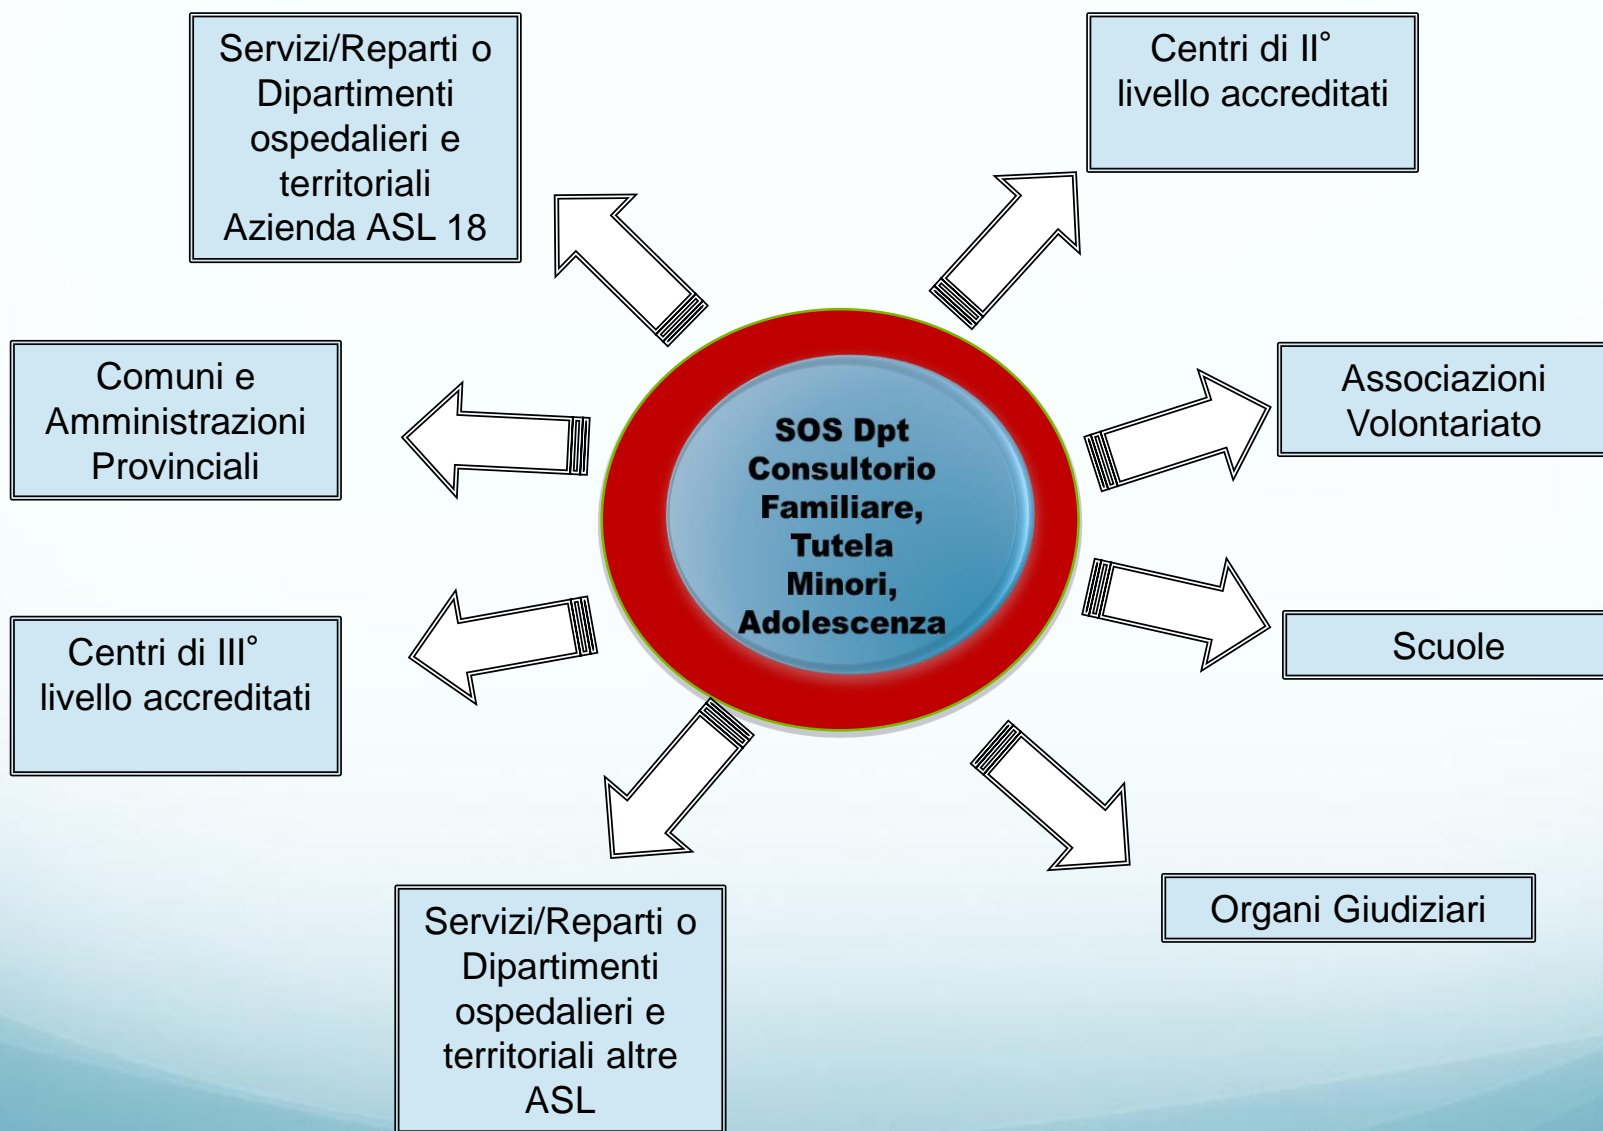 Servizi/Reparti o
Dipartimenti
ospedalieri e
territoriali
Azienda ASL 18
Centri di II°
livello accreditati
Comuni e
Amministrazioni
Provinciali
Associazioni
Volontariato
SOS Dpt
Consultorio
Familiare,
Tutela
Minori,
Adolescenza
Centri di III°
livello accreditati
Scuole
Servizi/Reparti o
Dipartimenti
ospedalieri e
territoriali altre
ASL
Organi Giudiziari